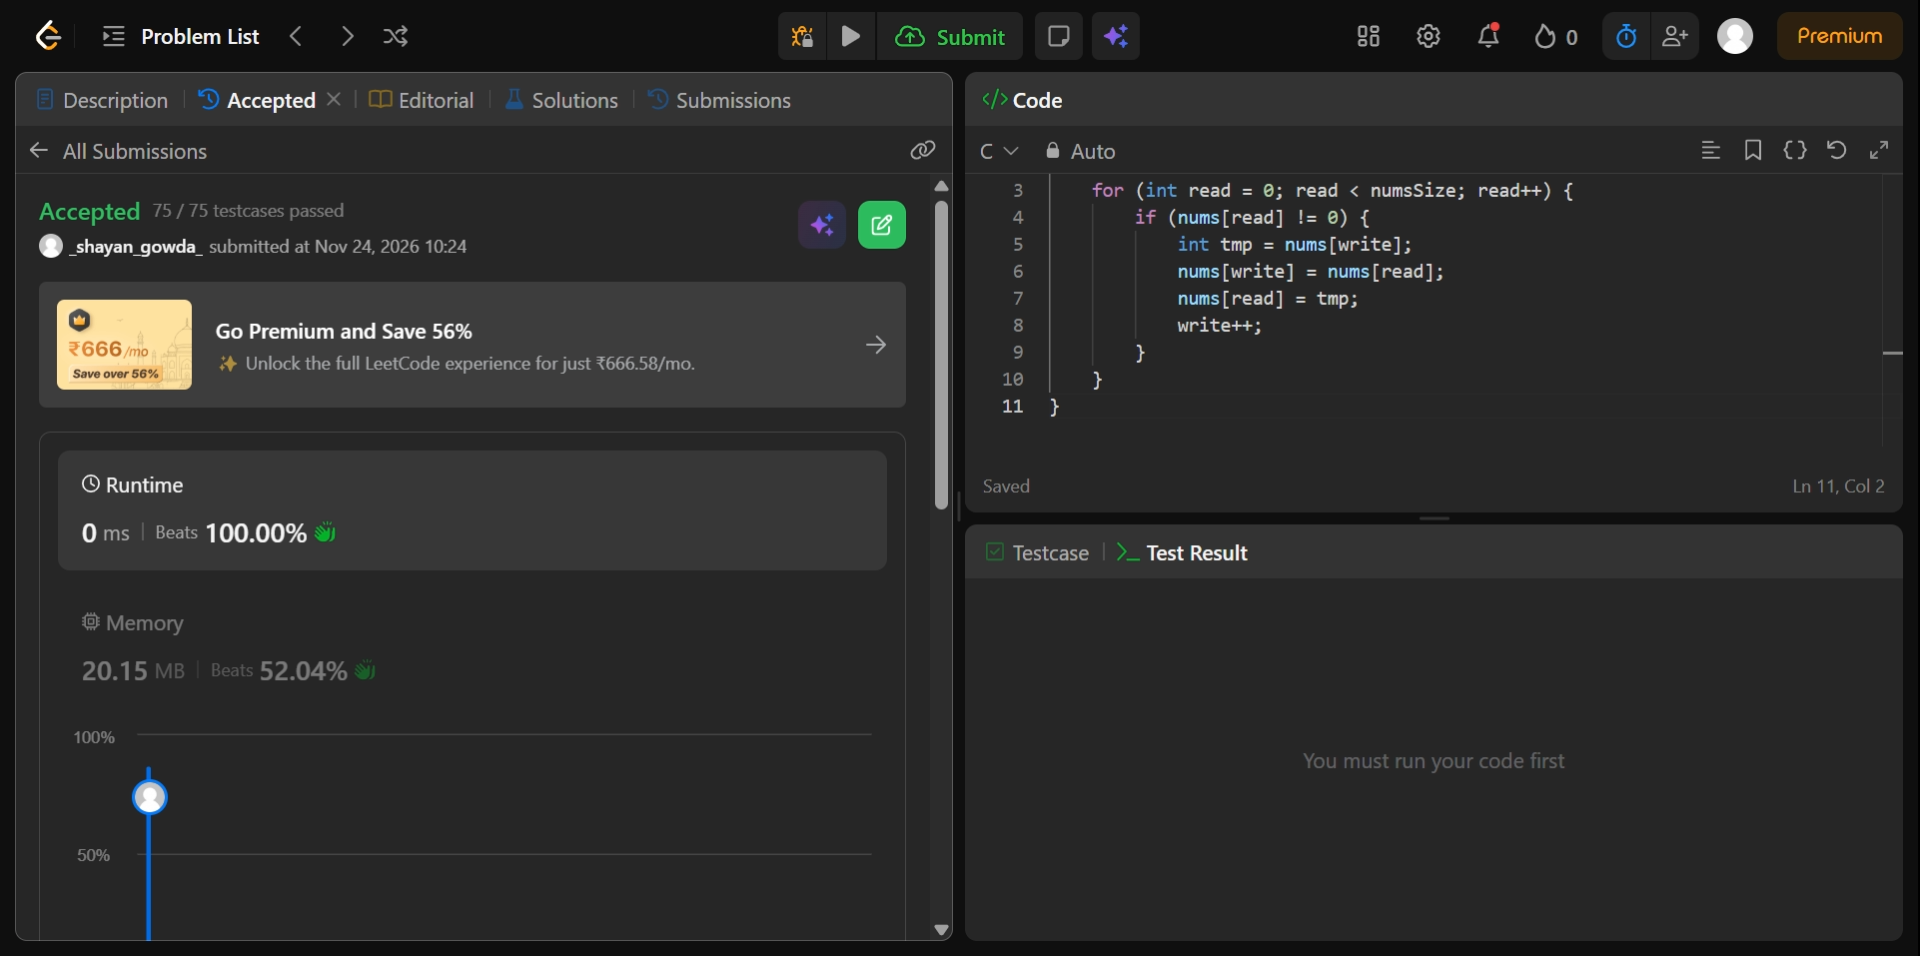 Problem List
Submit
0
Premium
Description
Accepted
Editorial
Solutions
Submissions
All Submissions
Accepted 75 / 75 testcases passed
_shayan_gowda_ submitted at Nov 24, 2026 10:24
₹666 /mo
Save over 56%
Go Premium and Save 56%
✨ Unlock the full LeetCode experience for just ₹666.58/mo.
Runtime
0 ms | Beats 100.00%
Memory
20.15 MB | Beats 52.04%
100%
50%
</> Code
C
Auto
3 for (int read = 0; read < numsSize; read++) {
4 if (nums[read] != 0) {
5 int tmp = nums[write];
6 nums[write] = nums[read];
7 nums[read] = tmp;
8 write++;
9 }
10 }
11 }
Saved
Ln 11, Col 2
Testcase
>_ Test Result
You must run your code first